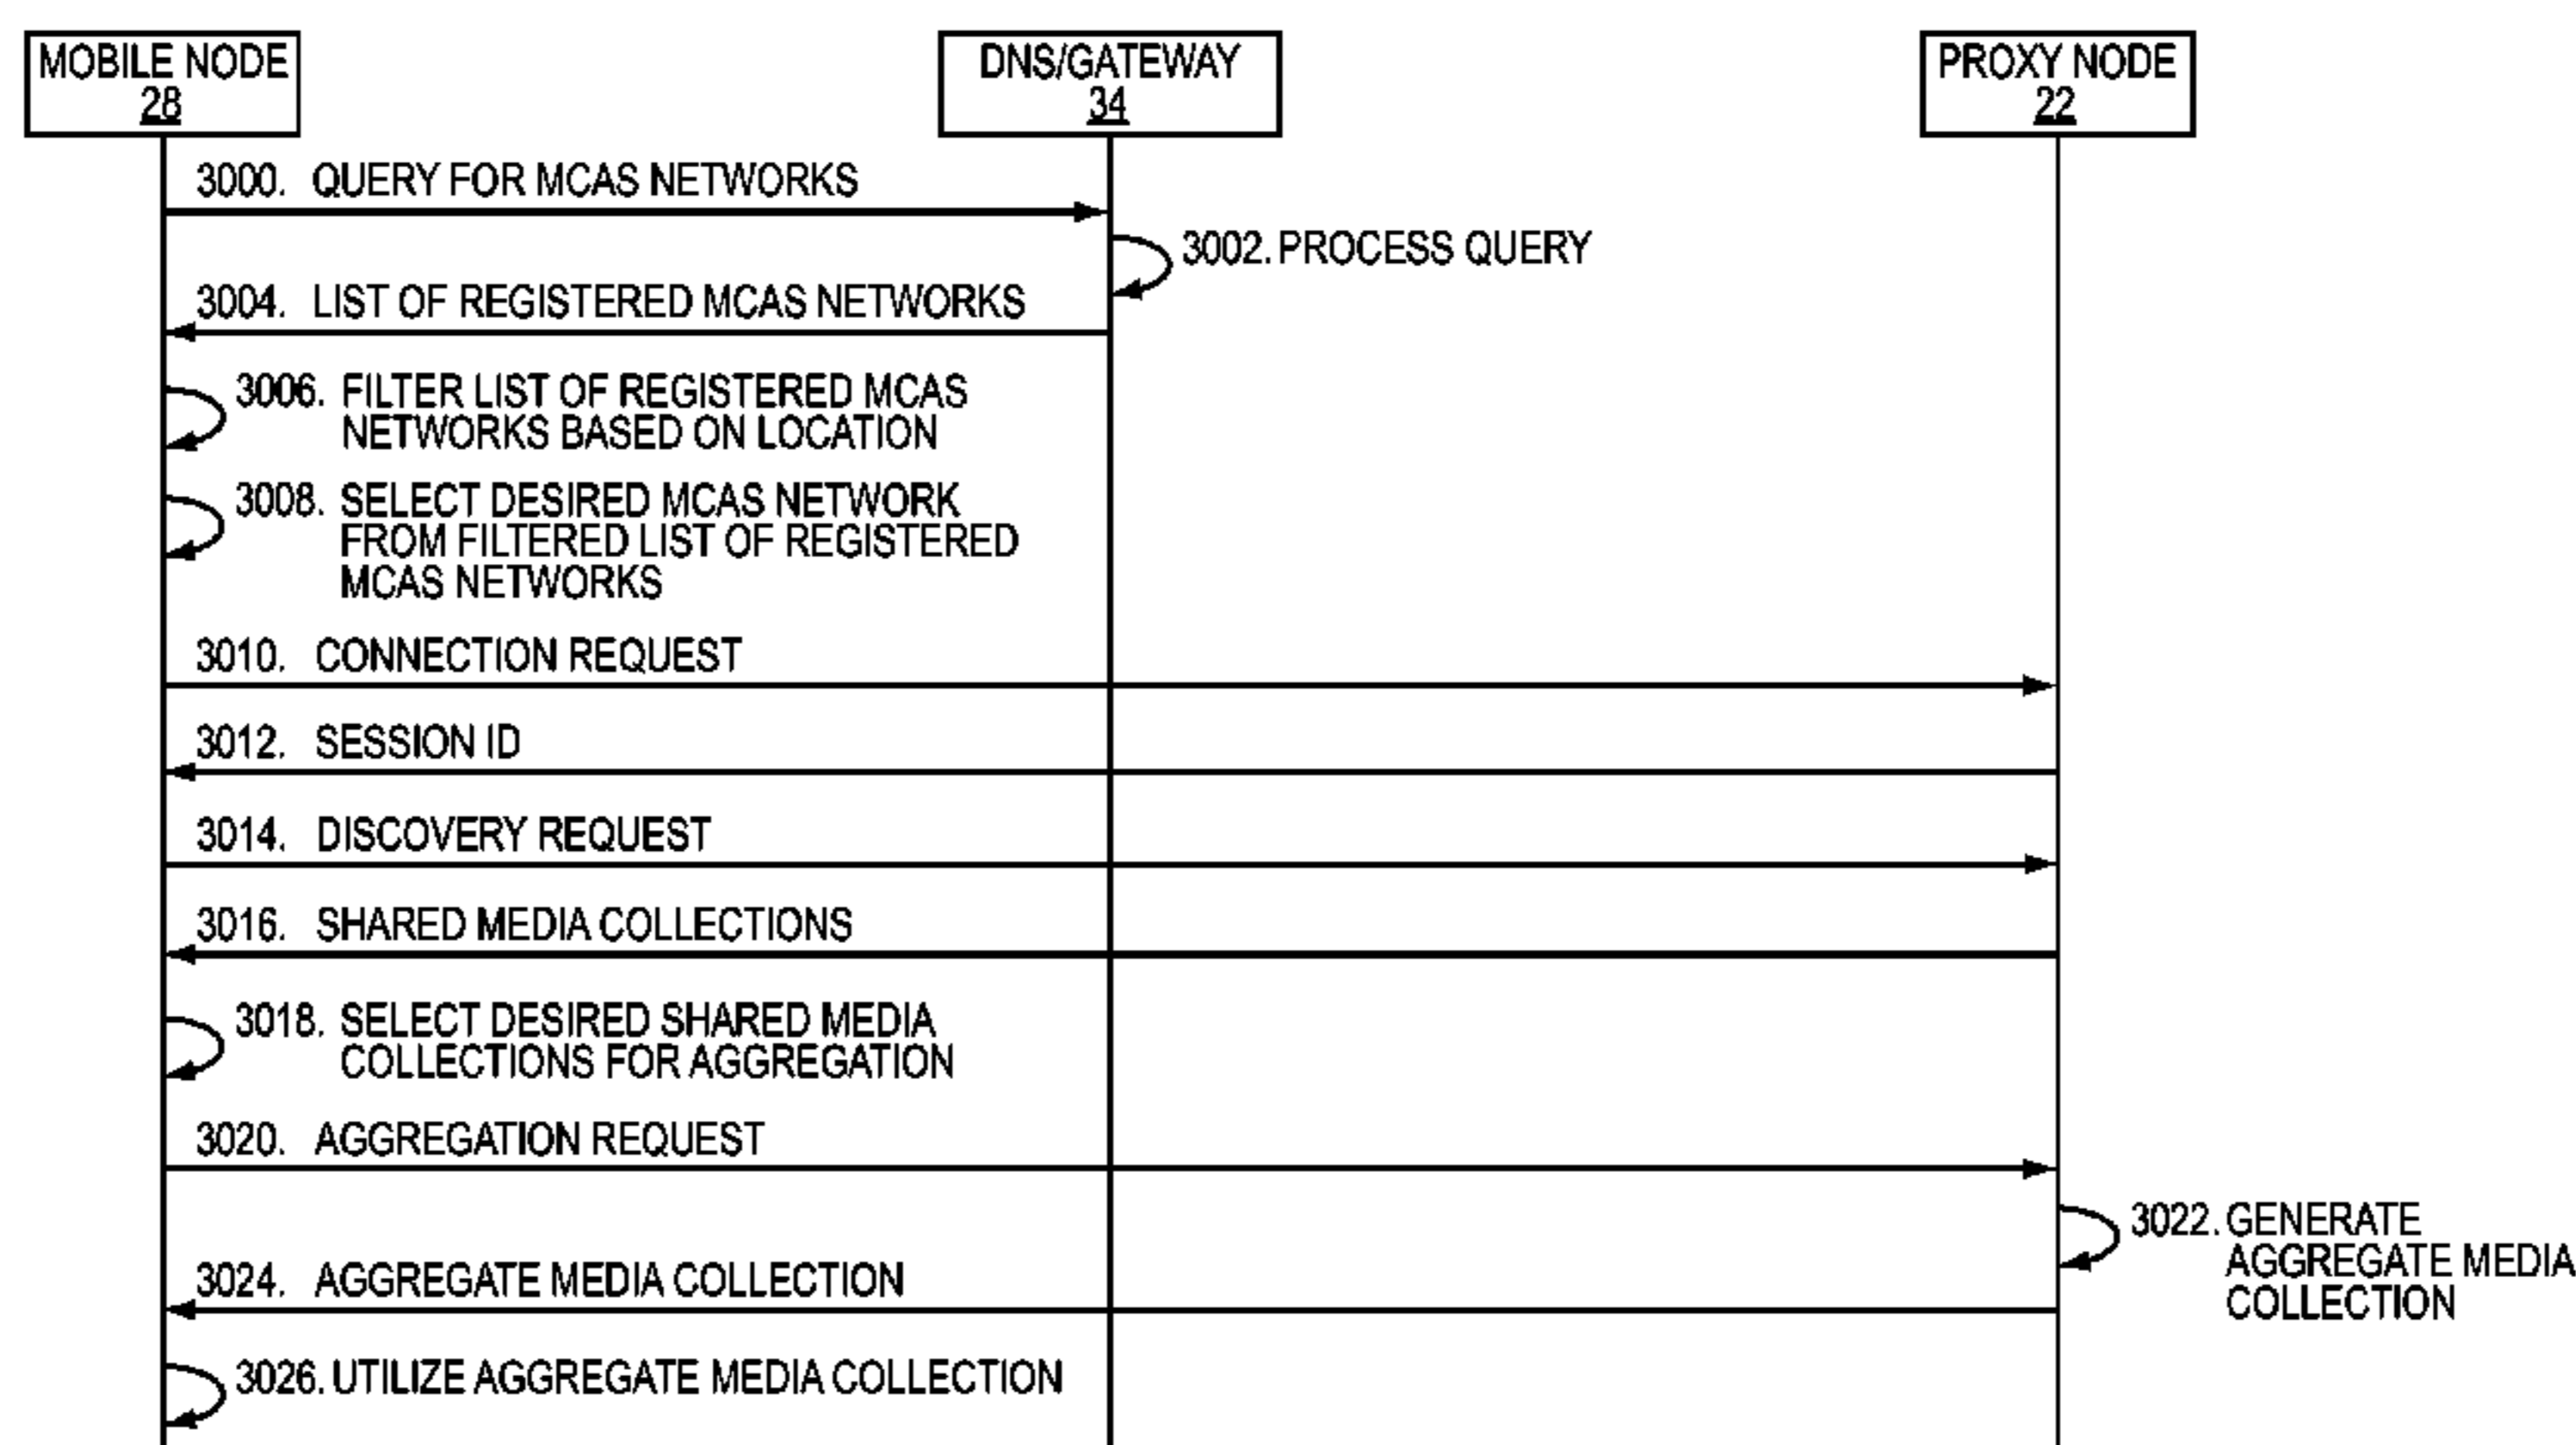 MOBILE NODE
28
DNS/GATEWAY
34
PROXY NODE
22
3000. QUERY FOR MCAS NETWORKS
3002. PROCESS QUERY
3004. LIST OF REGISTERED MCAS NETWORKS
3006. FILTER LIST OF REGISTERED MCAS
NETWORKS BASED ON LOCATION
3008. SELECT DESIRED MCAS NETWORK
FROM FILTERED LIST OF REGISTERED
MCAS NETWORKS
3010. CONNECTION REQUEST
3012. SESSION ID
3014. DISCOVERY REQUEST
3016. SHARED MEDIA COLLECTIONS
3018. SELECT DESIRED SHARED MEDIA
COLLECTIONS FOR AGGREGATION
3020. AGGREGATION REQUEST
3022. GENERATE
AGGREGATE MEDIA
COLLECTION
3024. AGGREGATE MEDIA COLLECTION
3026. UTILIZE AGGREGATE MEDIA COLLECTION